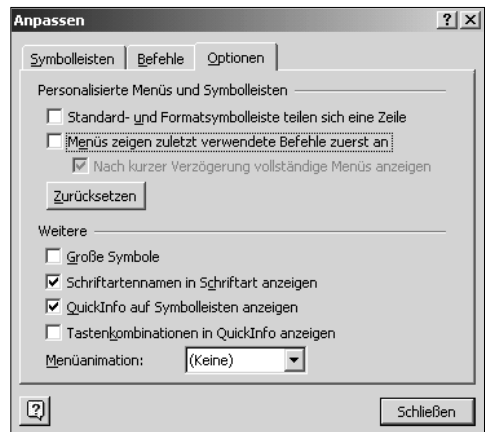 Anpassen
Symbolleisten Befehle Optionen
Personalisierte Menüs und Symbolleisten
Standard- und Formatsymbolleiste teilen sich eine Zeile
Menüs zeigen zuletzt verwendete Befehle zuerst an
Nach kurzer Verzögerung vollständige Menüs anzeigen
Zurücksetzen
Weitere
Große Symbole
Schriftartennamen in Schriftart anzeigen
QuickInfo auf Symbolleisten anzeigen
Tastenkombinationen in QuickInfo anzeigen
Menüanimation: (Keine)
Schließen